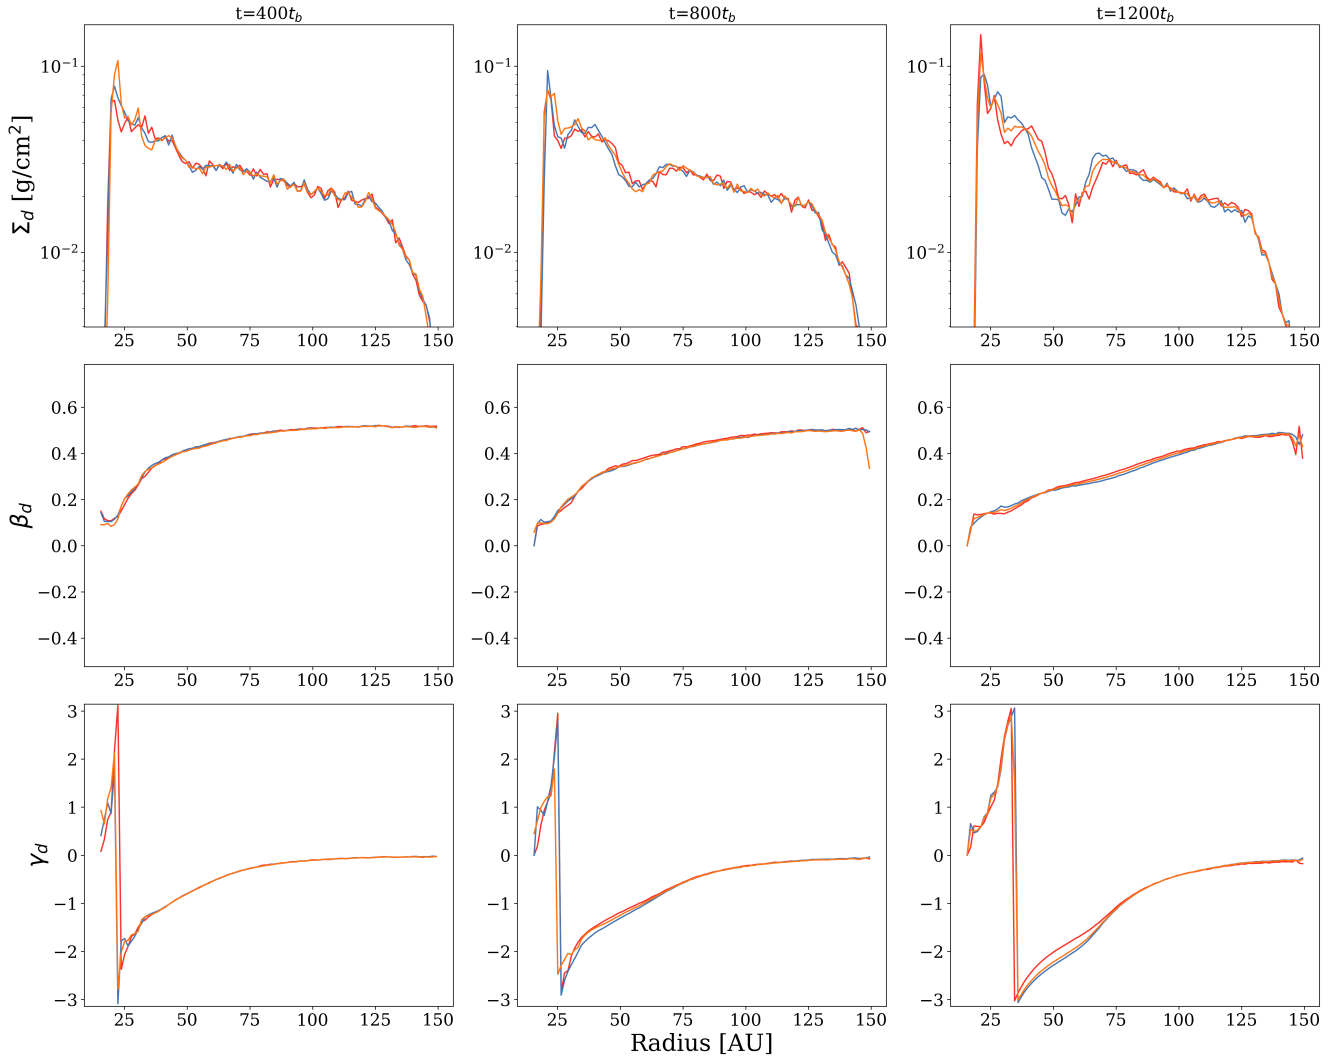 t=400t_b t=800t_b t=1200t_b
Σ_d [g/cm²]
10⁻¹ 10⁻¹ 10⁻¹
10⁻² 10⁻² 10⁻²
25 50 75 100 125 150 25 50 75 100 125 150 25 50 75 100 125 150
β_d
0.6 0.6 0.6
0.4 0.4 0.4
0.2 0.2 0.2
0.0 0.0 0.0
−0.2 −0.2 −0.2
−0.4 −0.4 −0.4
25 50 75 100 125 150 25 50 75 100 125 150 25 50 75 100 125 150
γ_d
3 3 3
2 2 2
1 1 1
0 0 0
−1 −1 −1
−2 −2 −2
−3 −3 −3
25 50 75 100 125 150 25 50 75 100 125 150 25 50 75 100 125 150
Radius [AU]